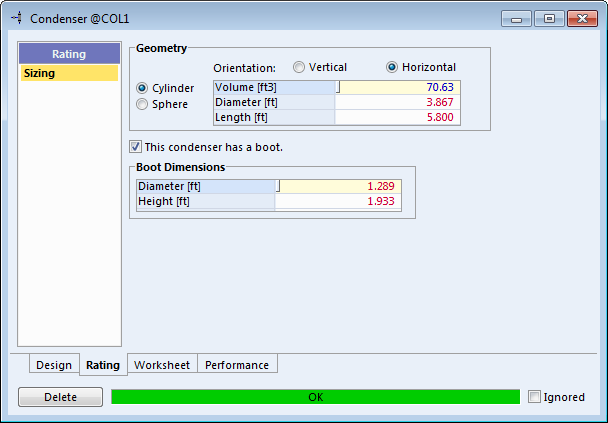 Condenser @COL1
Rating
Sizing
Geometry
Orientation: Vertical Horizontal
Cylinder
Sphere
Volume [ft3] 70.63
Diameter [ft] 3.867
Length [ft] 5.800
This condenser has a boot.
Boot Dimensions
Diameter [ft] 1.289
Height [ft] 1.933
Design Rating Worksheet Performance
Delete OK Ignored